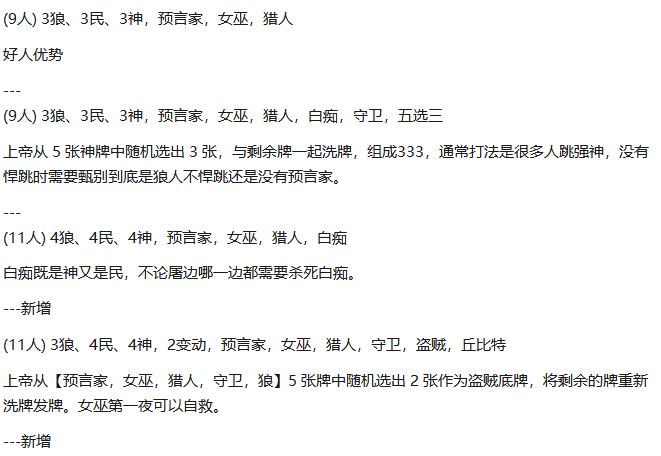 (9人) 3狼、3民、3神，预言家，女巫，猎人
好人优势
---
(9人) 3狼、3民、3神，预言家，女巫，猎人，白痴，守卫，五选三
上帝从 5 张神牌中随机选出 3 张，与剩余牌一起洗牌，组成333，通常打法是很多人跳强神，没有
悍跳时需要甄别到底是狼人不悍跳还是没有预言家。
---
(11人) 4狼、4民、4神，预言家，女巫，猎人，白痴
白痴既是神又是民，不论屠边哪一边都需要杀死白痴。
---新增
(11人) 3狼、4民、4神，2变动，预言家，女巫，猎人，守卫，盗贼，丘比特
上帝从【预言家，女巫，猎人，守卫，狼】5 张牌中随机选出 2 张作为盗贼底牌，将剩余的牌重新
洗牌发牌。女巫第一夜可以自救。
---新增